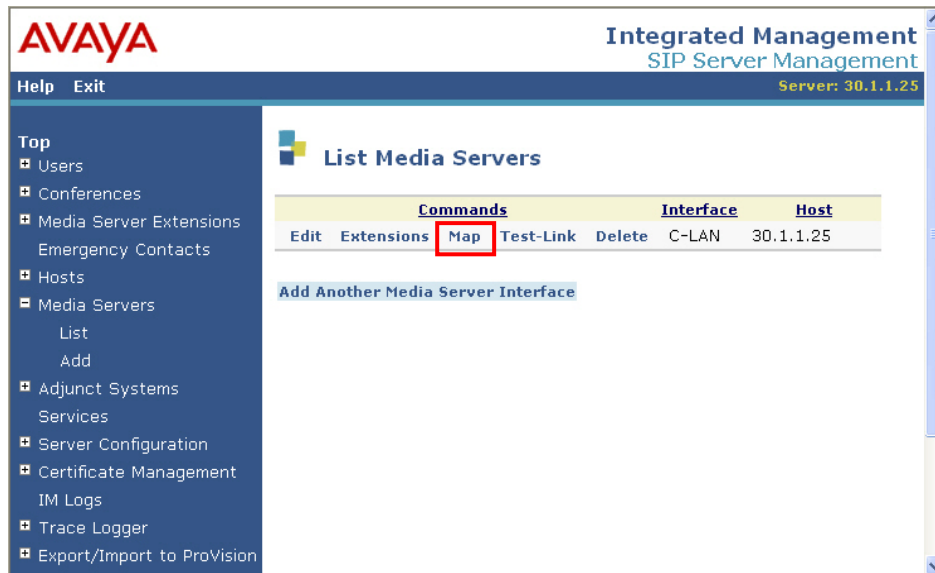 AVAYA
Integrated Management
SIP Server Management
Help Exit
Server: 30.1.1.25
Top
Users
Conferences
Media Server Extensions
Emergency Contacts
Hosts
Media Servers
List
Add
Adjunct Systems
Services
Server Configuration
Certificate Management
IM Logs
Trace Logger
Export/Import to ProVision
List Media Servers
Commands Interface Host
Edit Extensions Map Test-Link Delete C-LAN 30.1.1.25
Add Another Media Server Interface